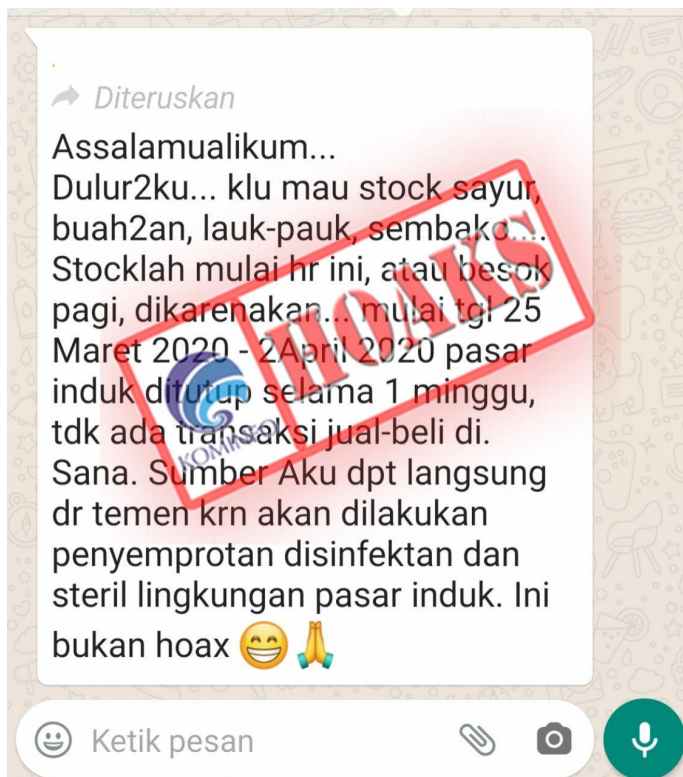 Diteruskan
Assalamualikum...
Dulur2ku... klu mau stock sayur,
buah2an, lauk-pauk, sembako....
Stocklah mulai hr ini, atau besok
pagi, dikarenakan... mulai tgl 25
Maret 2020 - 2April 2020 pasar
induk ditutup selama 1 minggu,
tdk ada transaksi jual-beli di.
Sana. Sumber Aku dpt langsung
dr temen krn akan dilakukan
penyemprotan disinfektan dan
steril lingkungan pasar induk. Ini
bukan hoax 😁🙏
HOAKS
KOMINFO
Ketik pesan